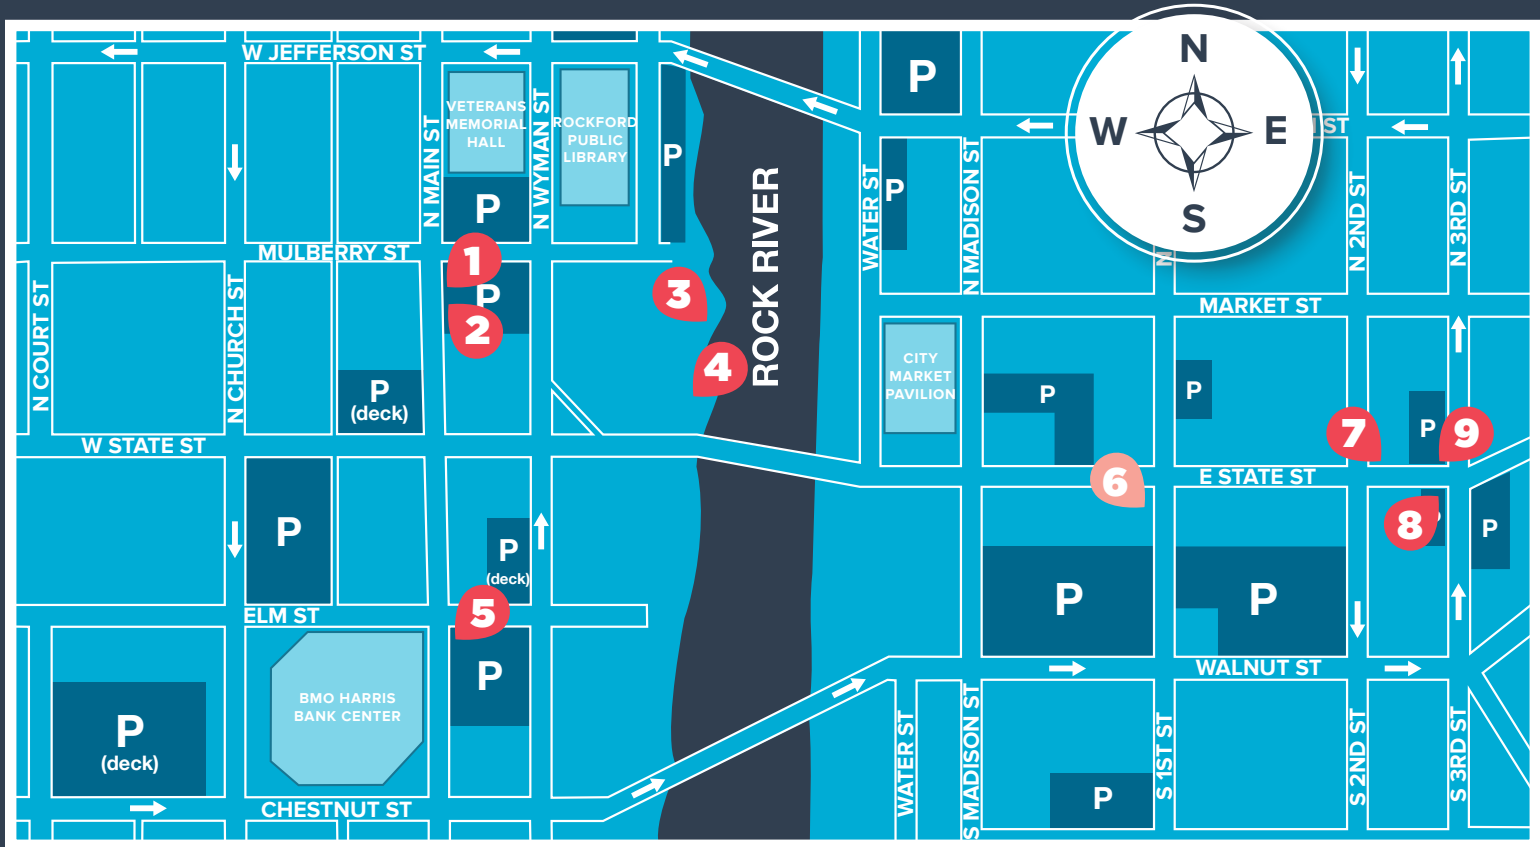 W JEFFERSON ST
N
W
E
S
ST
VETERANS
MEMORIAL
HALL
ROCKFORD
PUBLIC
LIBRARY
P
P
P
P
N MAIN ST
N WYMAN ST
ROCK RIVER
WATER ST
N MADISON ST
N 2ND ST
N 3RD ST
MULBERRY ST
N COURT ST
N CHURCH ST
1
P
2
3
4
P
(deck)
MARKET ST
CITY
MARKET
PAVILION
P
P
P
7
9
W STATE ST
E STATE ST
6
8
P
P
P
(deck)
5
P
P
ELM ST
P
BMO HARRIS
BANK CENTER
P
(deck)
WALNUT ST
WATER ST
S MADISON ST
S 1ST ST
S 2ND ST
S 3RD ST
P
CHESTNUT ST